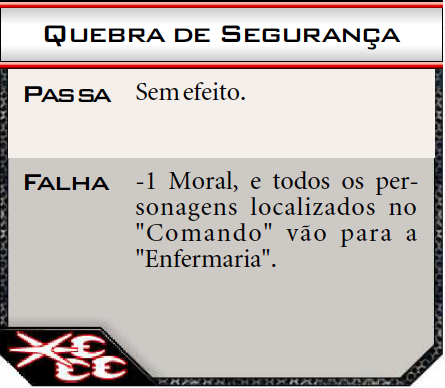 QUEBRA DE SEGURANÇA
PASSA Sem efeito.
FALHA -1 Moral, e todos os per-
sonagens localizados no
"Comando" vão para a
"Enfermaria".